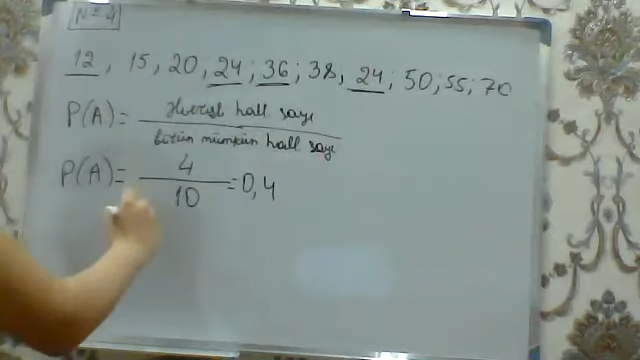 N=4
12, 15, 20, 24; 36; 38, 24; 50; 55; 70
P(A)= hall sayı / bütün mümkün hall sayı
P(A)= 4/10 =0,4